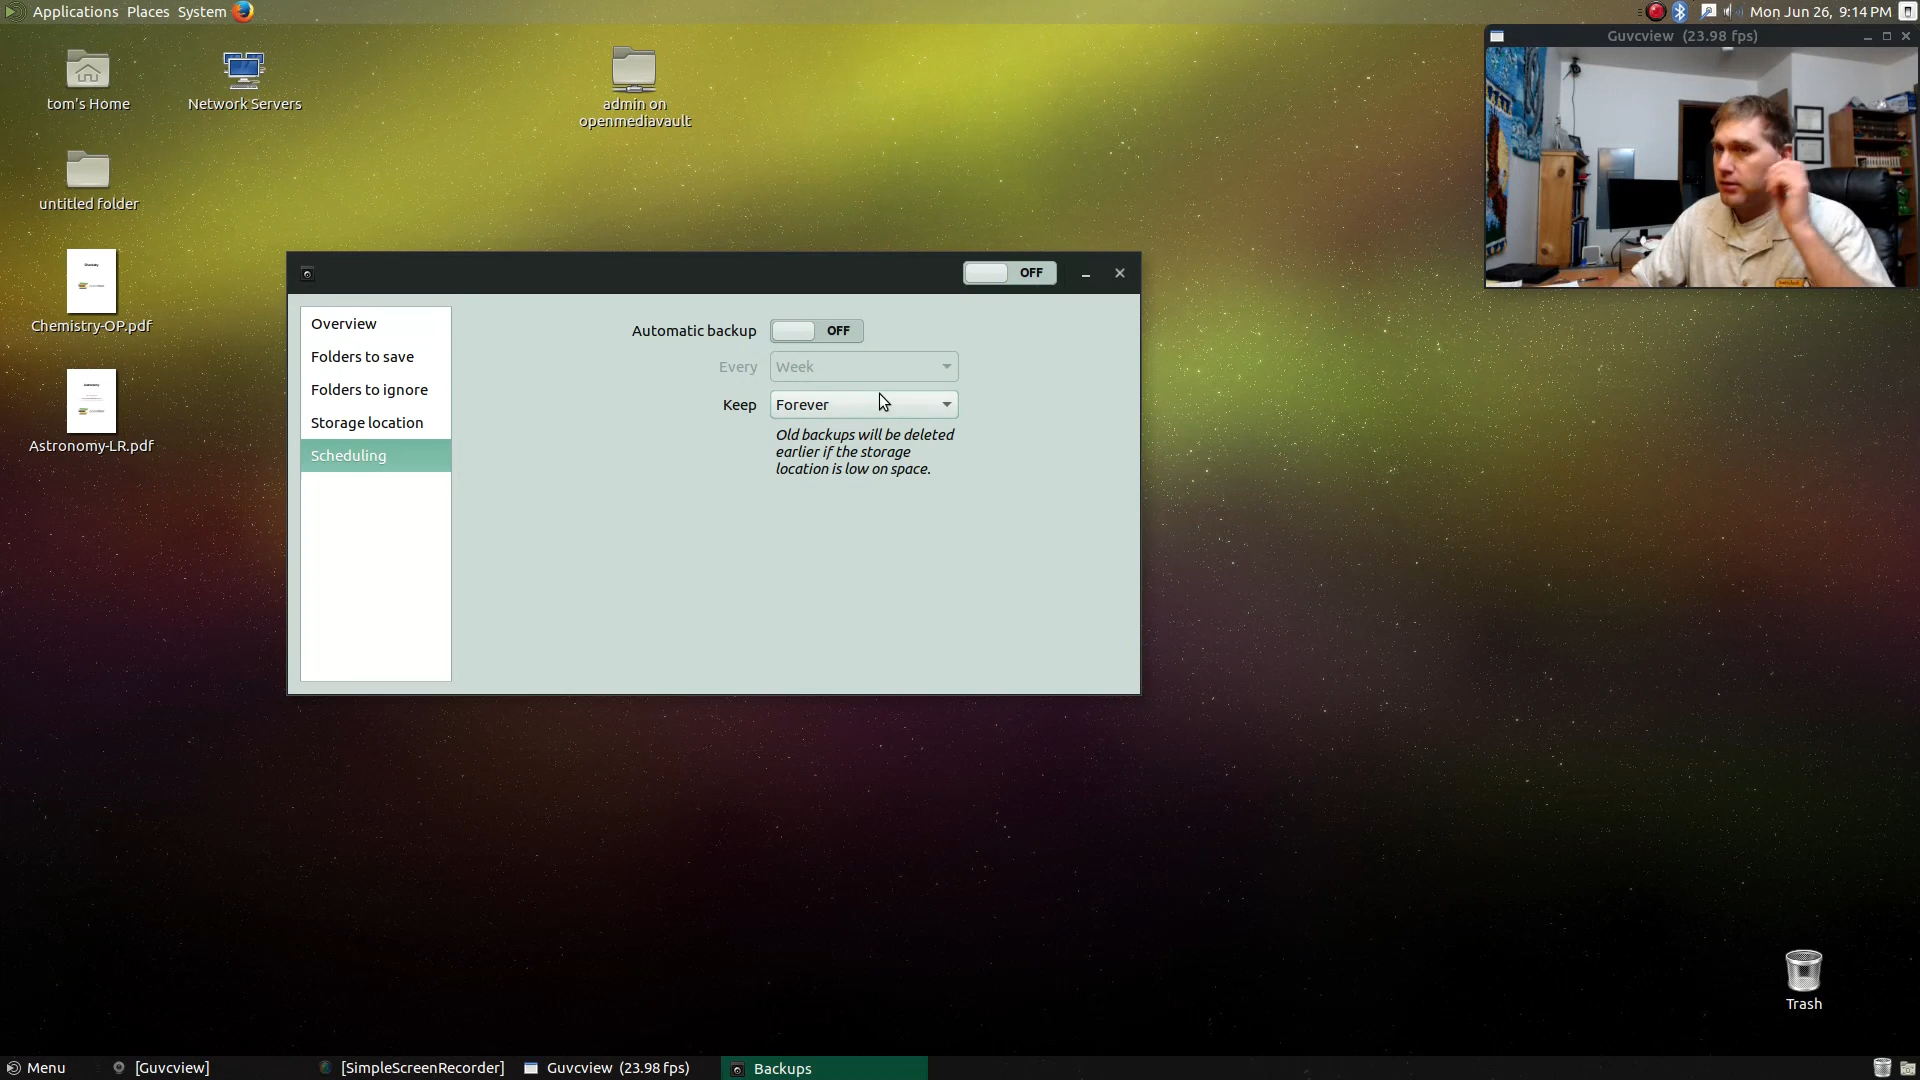 Applications Places System
Mon Jun 26, 9:14 PM
Guvcview (23.98 fps)
tom's Home
Network Servers
admin on
openmediavault
untitled folder
Chemistry-OP.pdf
Astronomy-LR.pdf
OFF
Overview
Folders to save
Folders to ignore
Storage location
Scheduling
Automatic backup OFF
Every Week
Keep Forever
Old backups will be deleted
earlier if the storage
location is low on space.
Trash
Menu [Guvcview] [SimpleScreenRecorder] Guvcview (23.98 fps) Backups